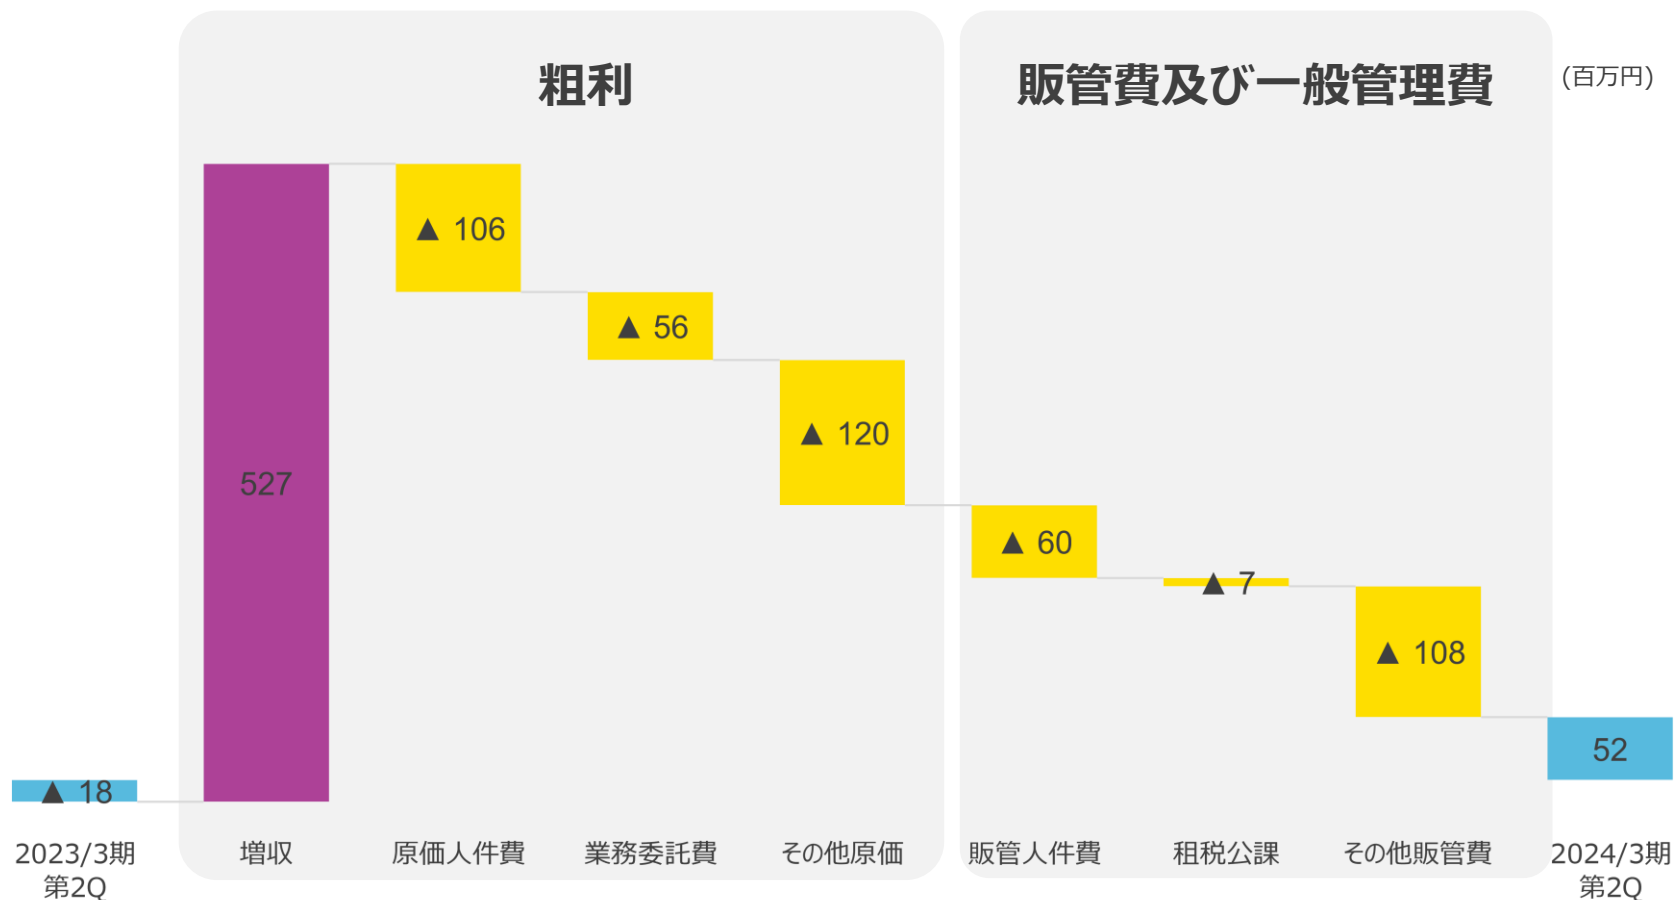 粗利
販管費及び一般管理費
(百万円)
▲ 106
▲ 56
▲ 120
527
▲ 60
▲ 7
▲ 108
52
▲ 18
2023/3期
第2Q
増収
原価人件費
業務委託費
その他原価
販管人件費
租税公課
その他販管費
2024/3期
第2Q